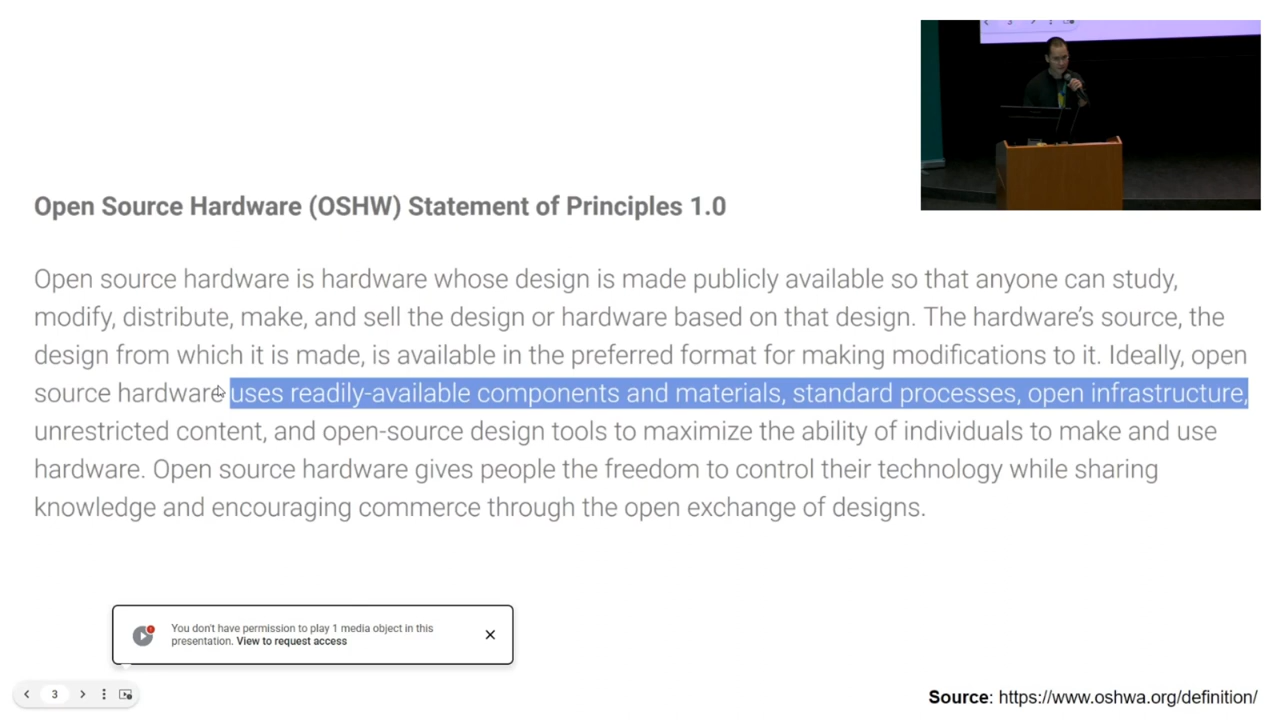 3
Open Source Hardware (OSHW) Statement of Principles 1.0
Open source hardware is hardware whose design is made publicly available so that anyone can study,
modify, distribute, make, and sell the design or hardware based on that design. The hardware’s source, the
design from which it is made, is available in the preferred format for making modifications to it. Ideally, open
source hardware uses readily-available components and materials, standard processes, open infrastructure,
unrestricted content, and open-source design tools to maximize the ability of individuals to make and use
hardware. Open source hardware gives people the freedom to control their technology while sharing
knowledge and encouraging commerce through the open exchange of designs.
You don't have permission to play 1 media object in this
presentation. View to request access
3
Source: https://www.oshwa.org/definition/